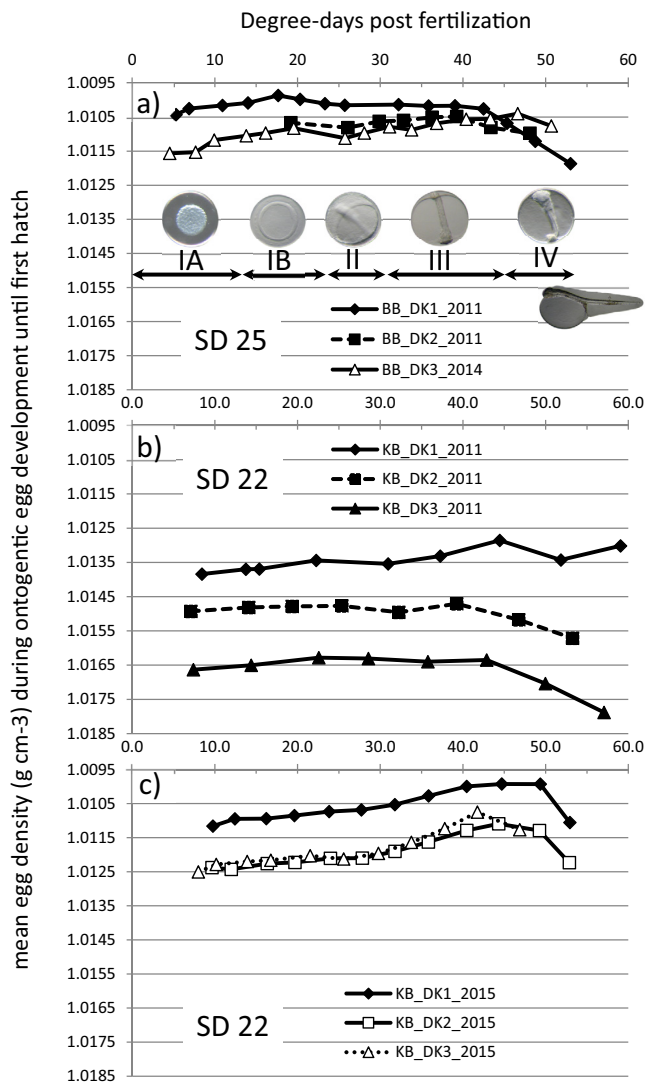 Degree-days post fertilization
0 10 20 30 40 50 60
mean egg density (g cm-3) during ontogentic egg development until first hatch
1.0095
1.0105
1.0115
1.0125
1.0135
1.0145
1.0155
1.0165
1.0175
1.0185
a)
IA IB II III IV
SD 25
BB_DK1_2011
BB_DK2_2011
BB_DK3_2014
0.0 10.0 20.0 30.0 40.0 50.0 60.0
1.0095
1.0105
1.0115
1.0125
1.0135
1.0145
1.0155
1.0165
1.0175
1.0185
b)
SD 22
KB_DK1_2011
KB_DK2_2011
KB_DK3_2011
0.0 10.0 20.0 30.0 40.0 50.0 60.0
1.0095
1.0105
1.0115
1.0125
1.0135
1.0145
1.0155
1.0165
1.0175
1.0185
c)
SD 22
KB_DK1_2015
KB_DK2_2015
KB_DK3_2015